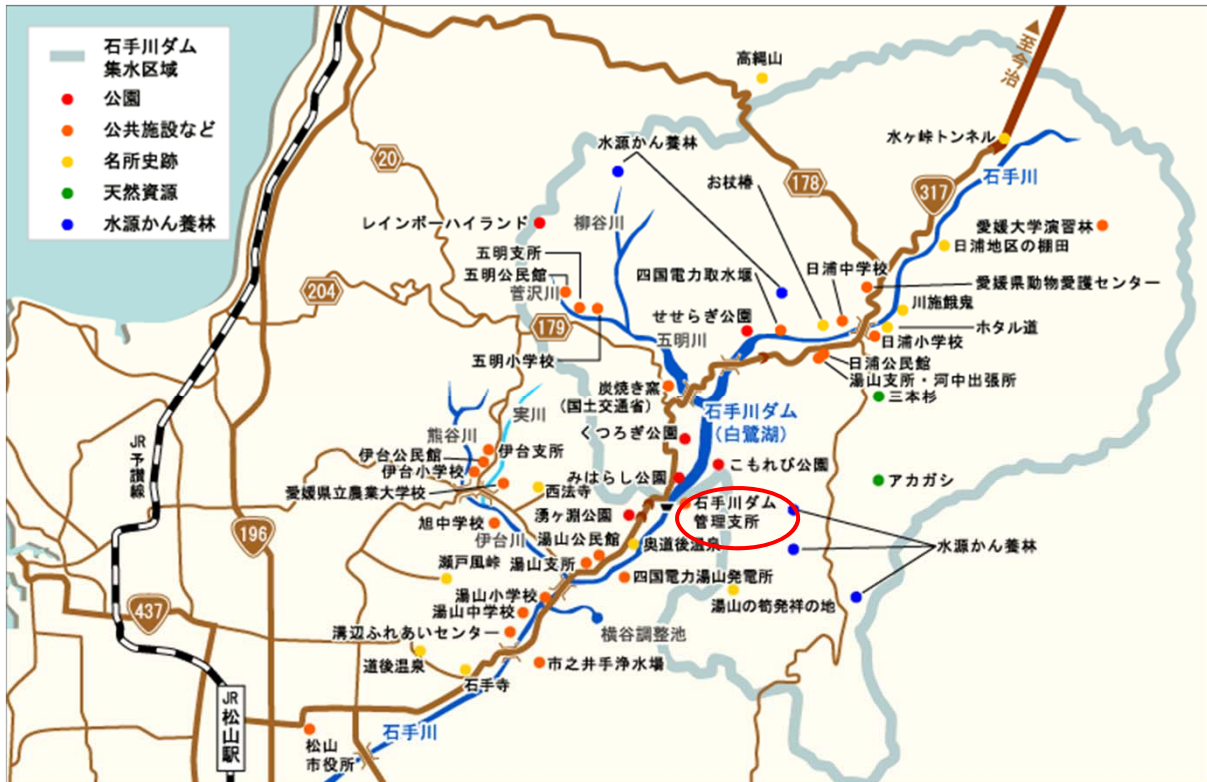 石手川ダム
集水区域
公園
公共施設など
名所史跡
天然資源
水源かん養林
至今治
高縄山
水ヶ峠トンネル
水源かん養林
20
178
317
石手川
お杖椿
レインボーハイランド
柳谷川
愛媛大学演習林
五明支所
日浦地区の棚田
五明公民館
四国電力取水堰
日浦中学校
愛媛県動物愛護センター
204
菅沢川
川施餓鬼
179
せせらぎ公園
ホタル道
五明川
日浦小学校
五明小学校
日浦公民館
湯山支所・河中出張所
炭焼き窯
(国土交通省)
三本杉
石手川ダム
(白鷺湖)
実川
くつろぎ公園
熊谷川
JR予讃線
伊台支所
伊台公民館
伊台小学校
こもれび公園
みはらし公園
アカガシ
愛媛県立農業大学校
西法寺
石手川ダム
管理支所
湧ヶ淵公園
旭中学校
196
伊台川
湯山公民館
奥道後温泉
水源かん養林
瀬戸風峠
湯山支所
四国電力湯山発電所
湯山小学校
湯山の筍発祥の地
437
湯山中学校
溝辺ふれあいセンター
横谷調整池
道後温泉
市之井手浄水場
石手寺
JR松山駅
石手川
松山
市役所